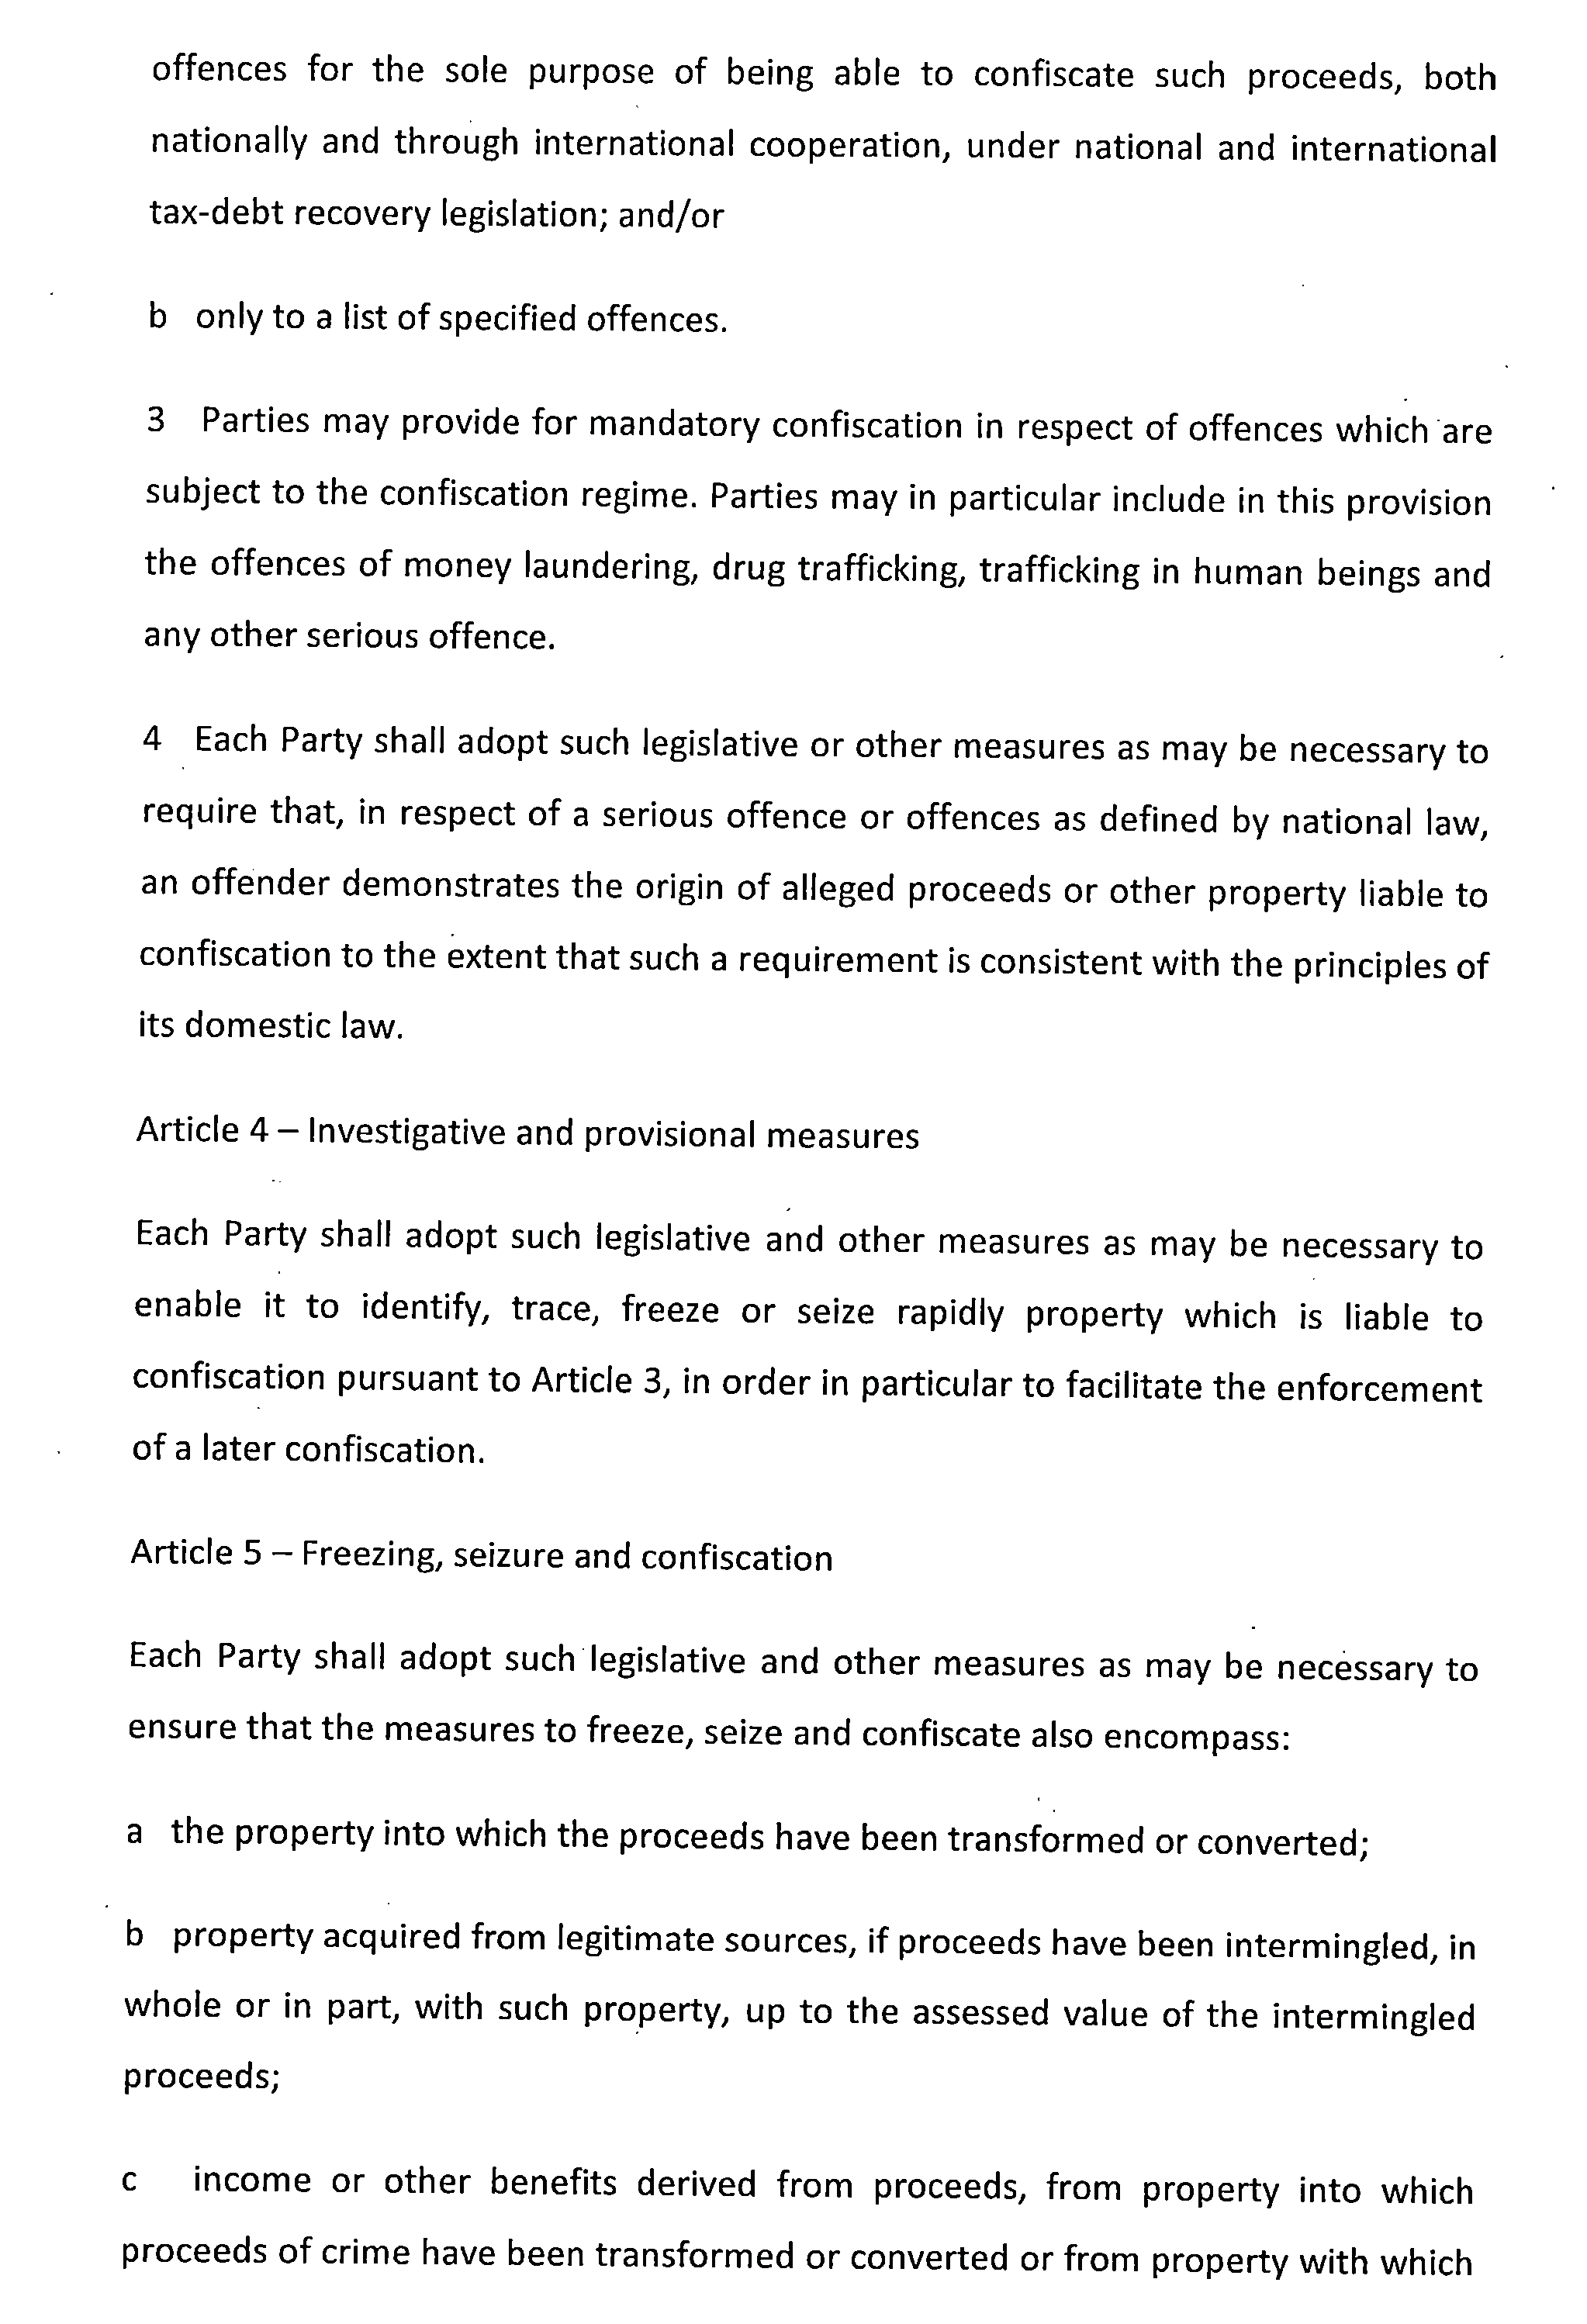 offences for the sole purpose of being able to confiscate such proceeds, both
nationally and through international cooperation, under national and international
tax-debt recovery legislation; and/or
b only to a list of specified offences.
3 Parties may provide for mandatory confiscation in respect of offences which are
subject to the confiscation regime. Parties may in particular include in this provision
the offences of money laundering, drug trafficking, trafficking in human beings and
any other serious offence.
4 Each Party shall adopt such legislative or other measures as may be necessary to
require that, in respect of a serious offence or offences as defined by national law,
an offender demonstrates the origin of alleged proceeds or other property liable to
confiscation to the extent that such a requirement is consistent with the principles of
its domestic law.
Article 4 – Investigative and provisional measures
Each Party shall adopt such legislative and other measures as may be necessary to
enable it to identify, trace, freeze or seize rapidly property which is liable to
confiscation pursuant to Article 3, in order in particular to facilitate the enforcement
of a later confiscation.
Article 5 – Freezing, seizure and confiscation
Each Party shall adopt such legislative and other measures as may be necessary to
ensure that the measures to freeze, seize and confiscate also encompass:
a the property into which the proceeds have been transformed or converted;
b property acquired from legitimate sources, if proceeds have been intermingled, in
whole or in part, with such property, up to the assessed value of the intermingled
proceeds;
c income or other benefits derived from proceeds, from property into which
proceeds of crime have been transformed or converted or from property with which